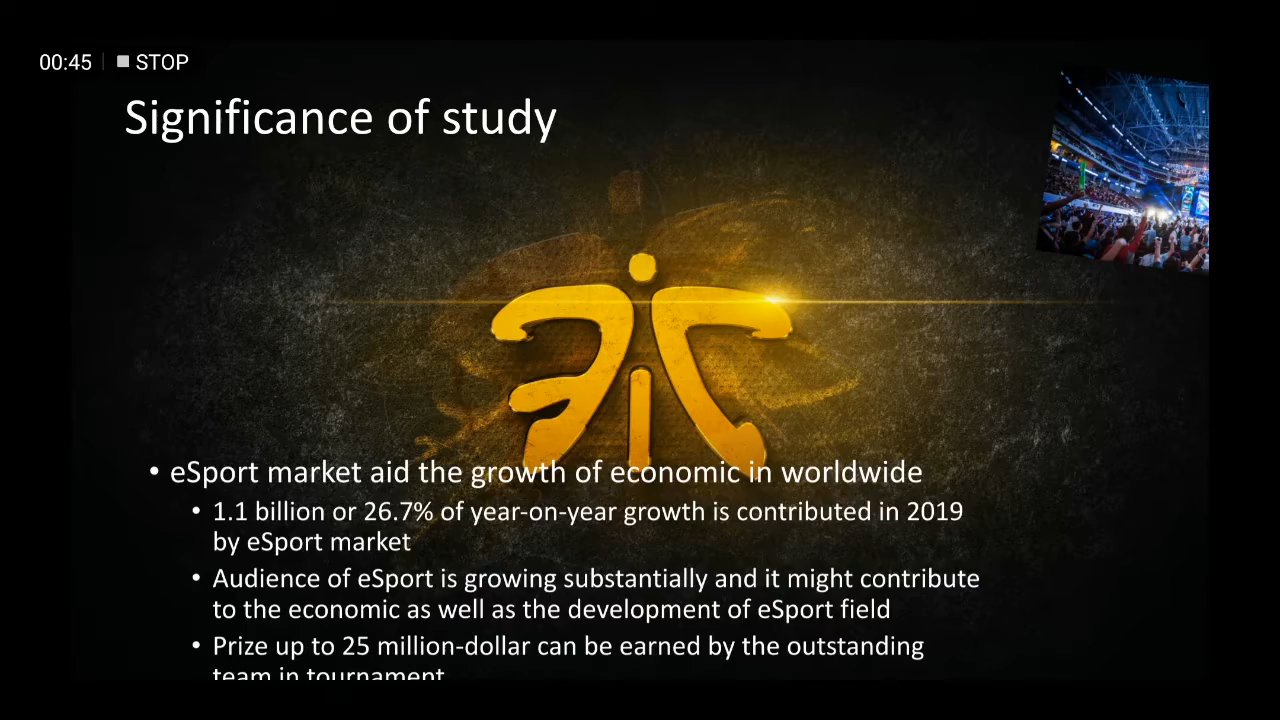 00:45 STOP
Significance of study
• eSport market aid the growth of economic in worldwide
• 1.1 billion or 26.7% of year-on-year growth is contributed in 2019
by eSport market
• Audience of eSport is growing substantially and it might contribute
to the economic as well as the development of eSport field
• Prize up to 25 million-dollar can be earned by the outstanding
team in tournament